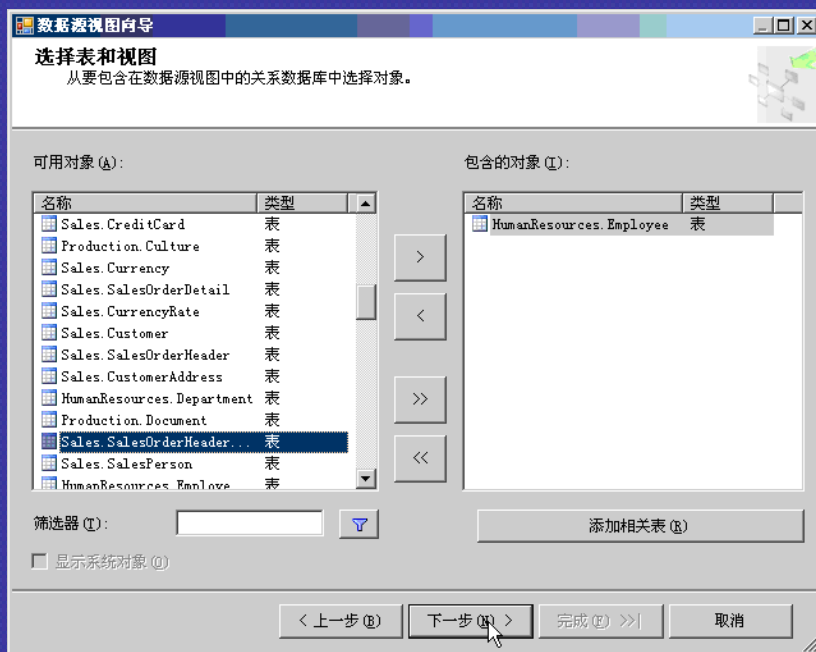 数据源视图向导
选择表和视图
从要包含在数据源视图中的关系数据库中选择对象。
可用对象(A):
包含的对象(I):
名称 类型
名称 类型
Sales.CreditCard 表
HumanResources.Employee 表
Production.Culture 表
Sales.Currency 表
>
Sales.SalesOrderDetail 表
Sales.CurrencyRate 表
<
Sales.Customer 表
Sales.SalesOrderHeader 表
Sales.CustomerAddress 表
HumanResources.Department 表
>>
Production.Document 表
Sales.SalesOrderHeader... 表
<<
Sales.SalesPerson 表
HumanResources.Employe 表
筛选器(T):
添加相关表(R)
显示系统对象(O)
< 上一步(B)
下一步(N) >
完成(F) >>|
取消